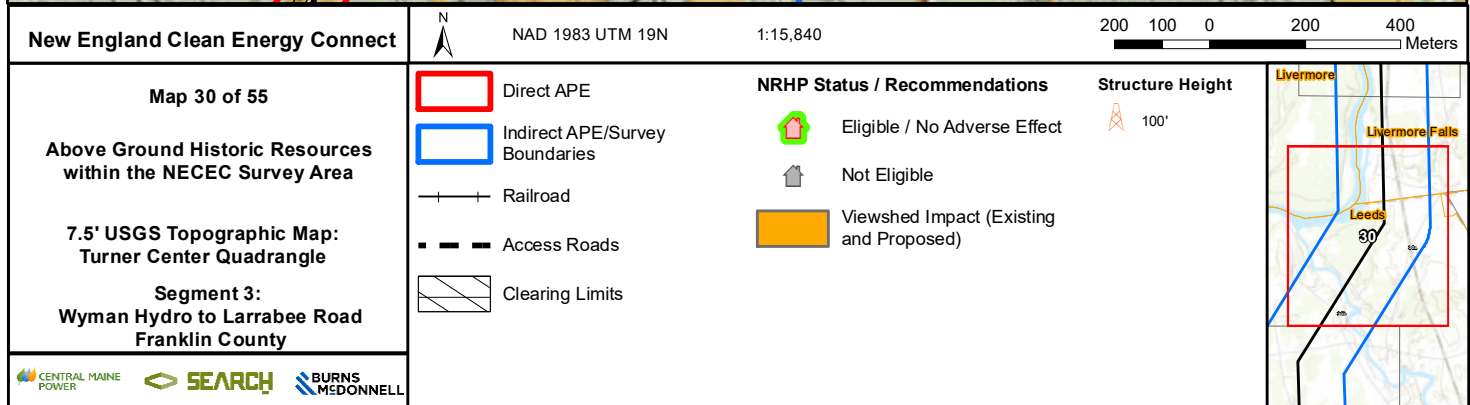 New England Clean Energy Connect
N
NAD 1983 UTM 19N
1:15,840
200 100 0 200 400
Meters
Map 30 of 55
Above Ground Historic Resources
within the NECEC Survey Area
7.5' USGS Topographic Map:
Turner Center Quadrangle
Segment 3:
Wyman Hydro to Larrabee Road
Franklin County
CENTRAL MAINE
POWER
SEARCH
BURNS
MCDONNELL
Direct APE
Indirect APE/Survey
Boundaries
Railroad
Access Roads
Clearing Limits
NRHP Status / Recommendations
Eligible / No Adverse Effect
Not Eligible
Viewshed Impact (Existing
and Proposed)
Structure Height
100'
Livermore
Livermore Falls
Leeds
30